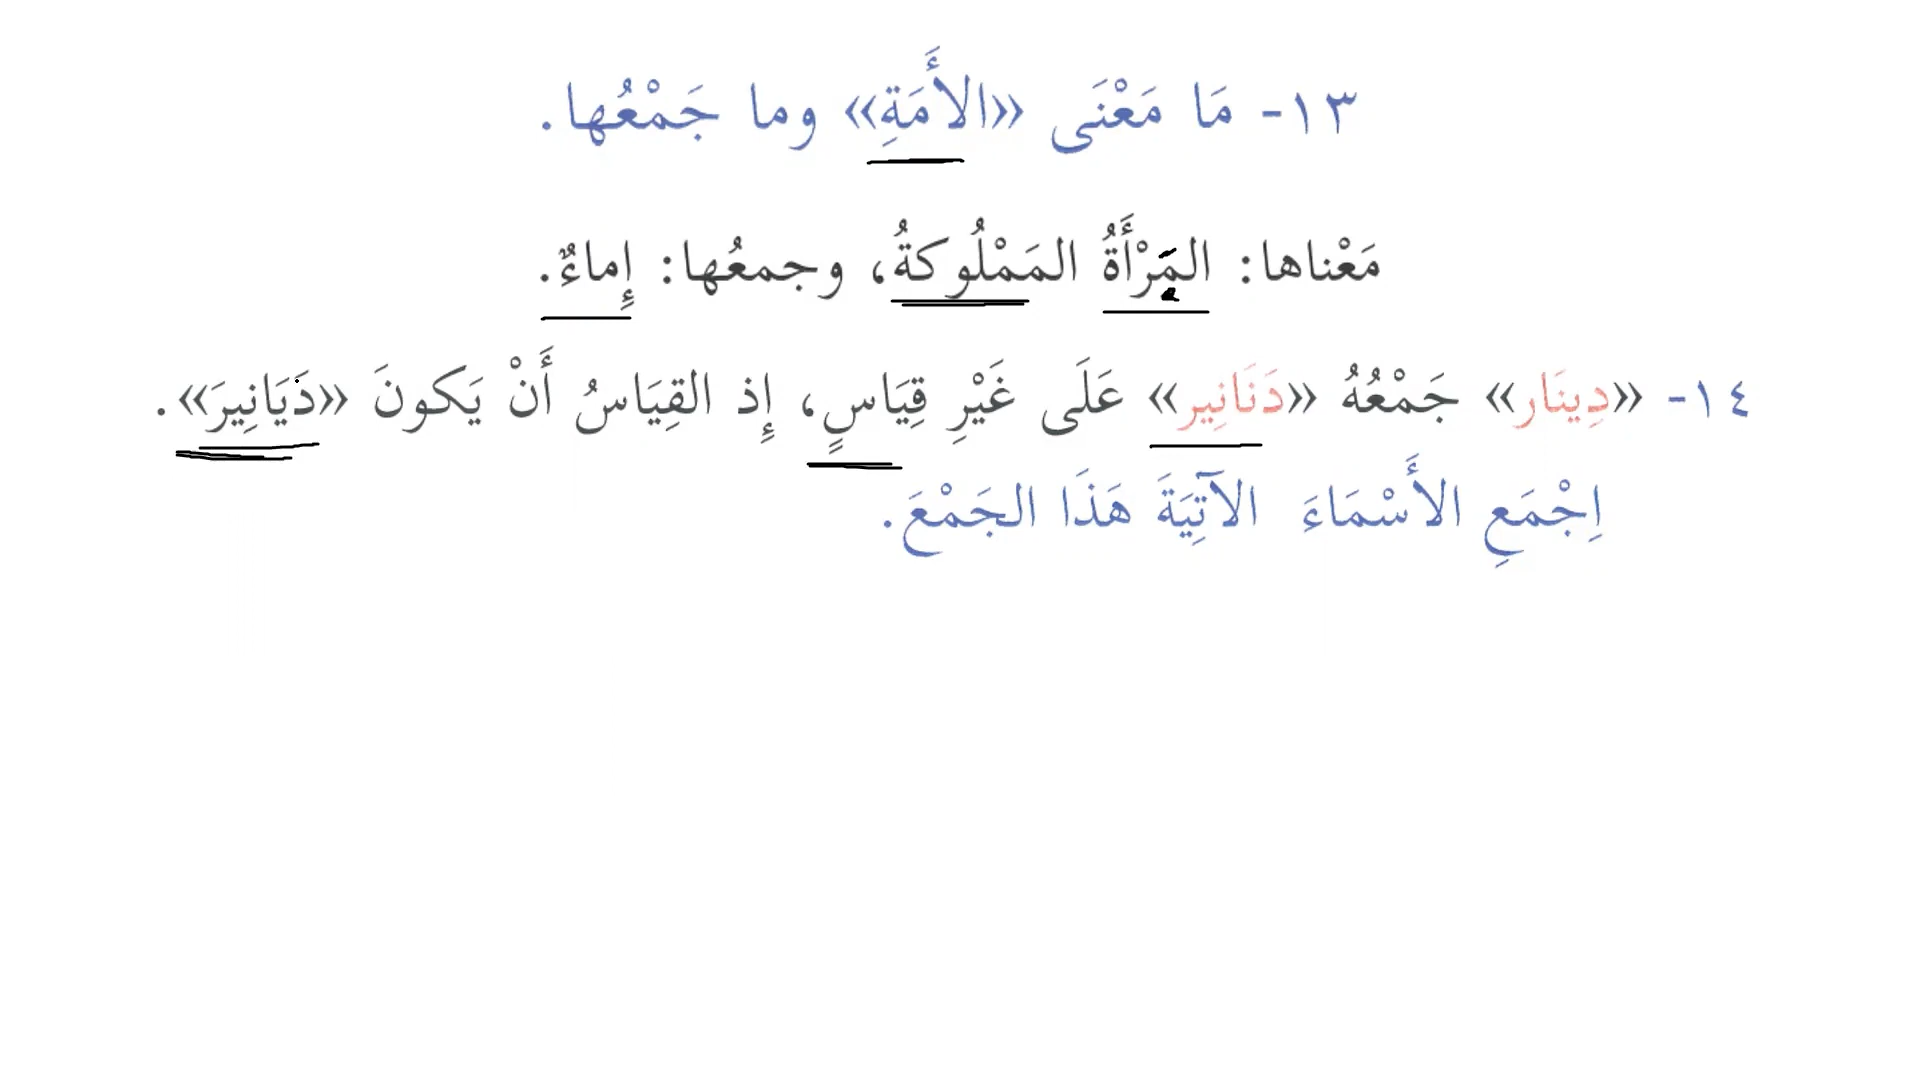 ١٣- مَا مَعْنَى «الأَمَةِ» وما جَمْعُها.
مَعْناها: المَرْأَةُ المَمْلُوكةُ، وجمعُها: إِماءٌ.
١٤- «دِينَار» جَمْعُهُ «دَنَانِير» عَلَى غَيْرِ قِيَاسٍ، إِذ القِيَاسُ أَنْ يَكونَ «دَيَانِيرَ».
اِجْمَعِ الأَسْمَاءَ الآتِيَةَ هَذَا الجَمْعَ.